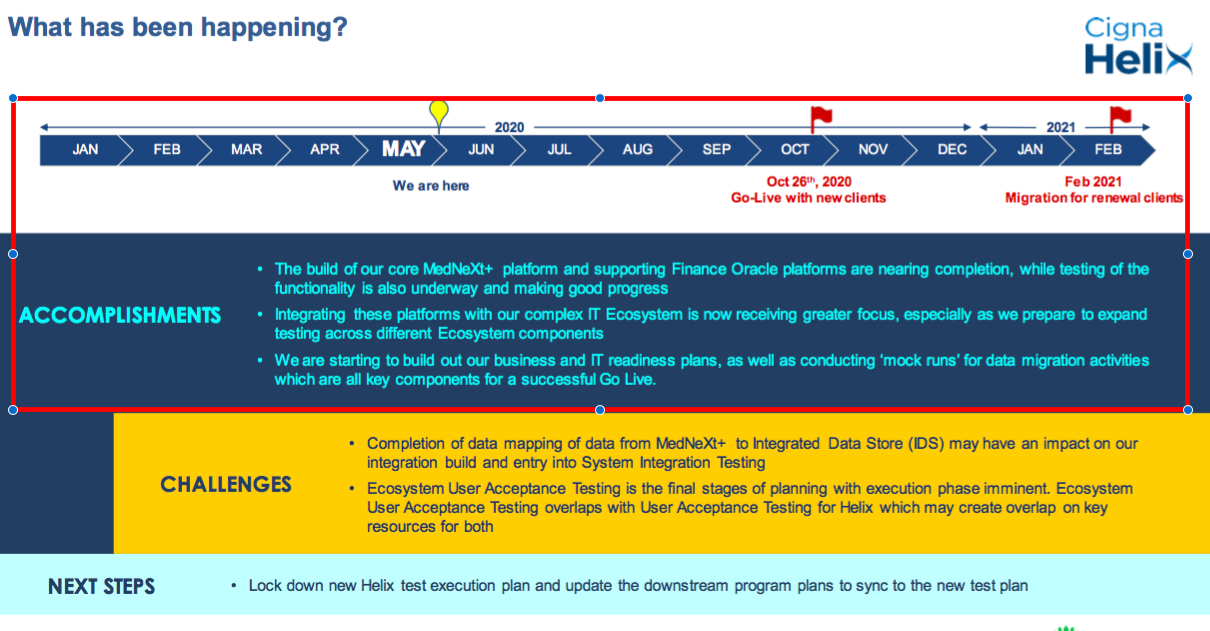 What has been happening?
Cigna
Helix
2020
2021
JAN FEB MAR APR MAY JUN JUL AUG SEP OCT NOV DEC JAN FEB
We are here
Oct 26th, 2020
Go-Live with new clients
Feb 2021
Migration for renewal clients
ACCOMPLISHMENTS
• The build of our core MedNeXt+ platform and supporting Finance Oracle platforms are nearing completion, while testing of the
functionality is also underway and making good progress
• Integrating these platforms with our complex IT Ecosystem is now receiving greater focus, especially as we prepare to expand
testing across different Ecosystem components
• We are starting to build out our business and IT readiness plans, as well as conducting 'mock runs' for data migration activities
which are all key components for a successful Go Live.
CHALLENGES
• Completion of data mapping of data from MedNeXt+ to Integrated Data Store (IDS) may have an impact on our
integration build and entry into System Integration Testing
• Ecosystem User Acceptance Testing is the final stages of planning with execution phase imminent. Ecosystem
User Acceptance Testing overlaps with User Acceptance Testing for Helix which may create overlap on key
resources for both
NEXT STEPS
• Lock down new Helix test execution plan and update the downstream program plans to sync to the new test plan